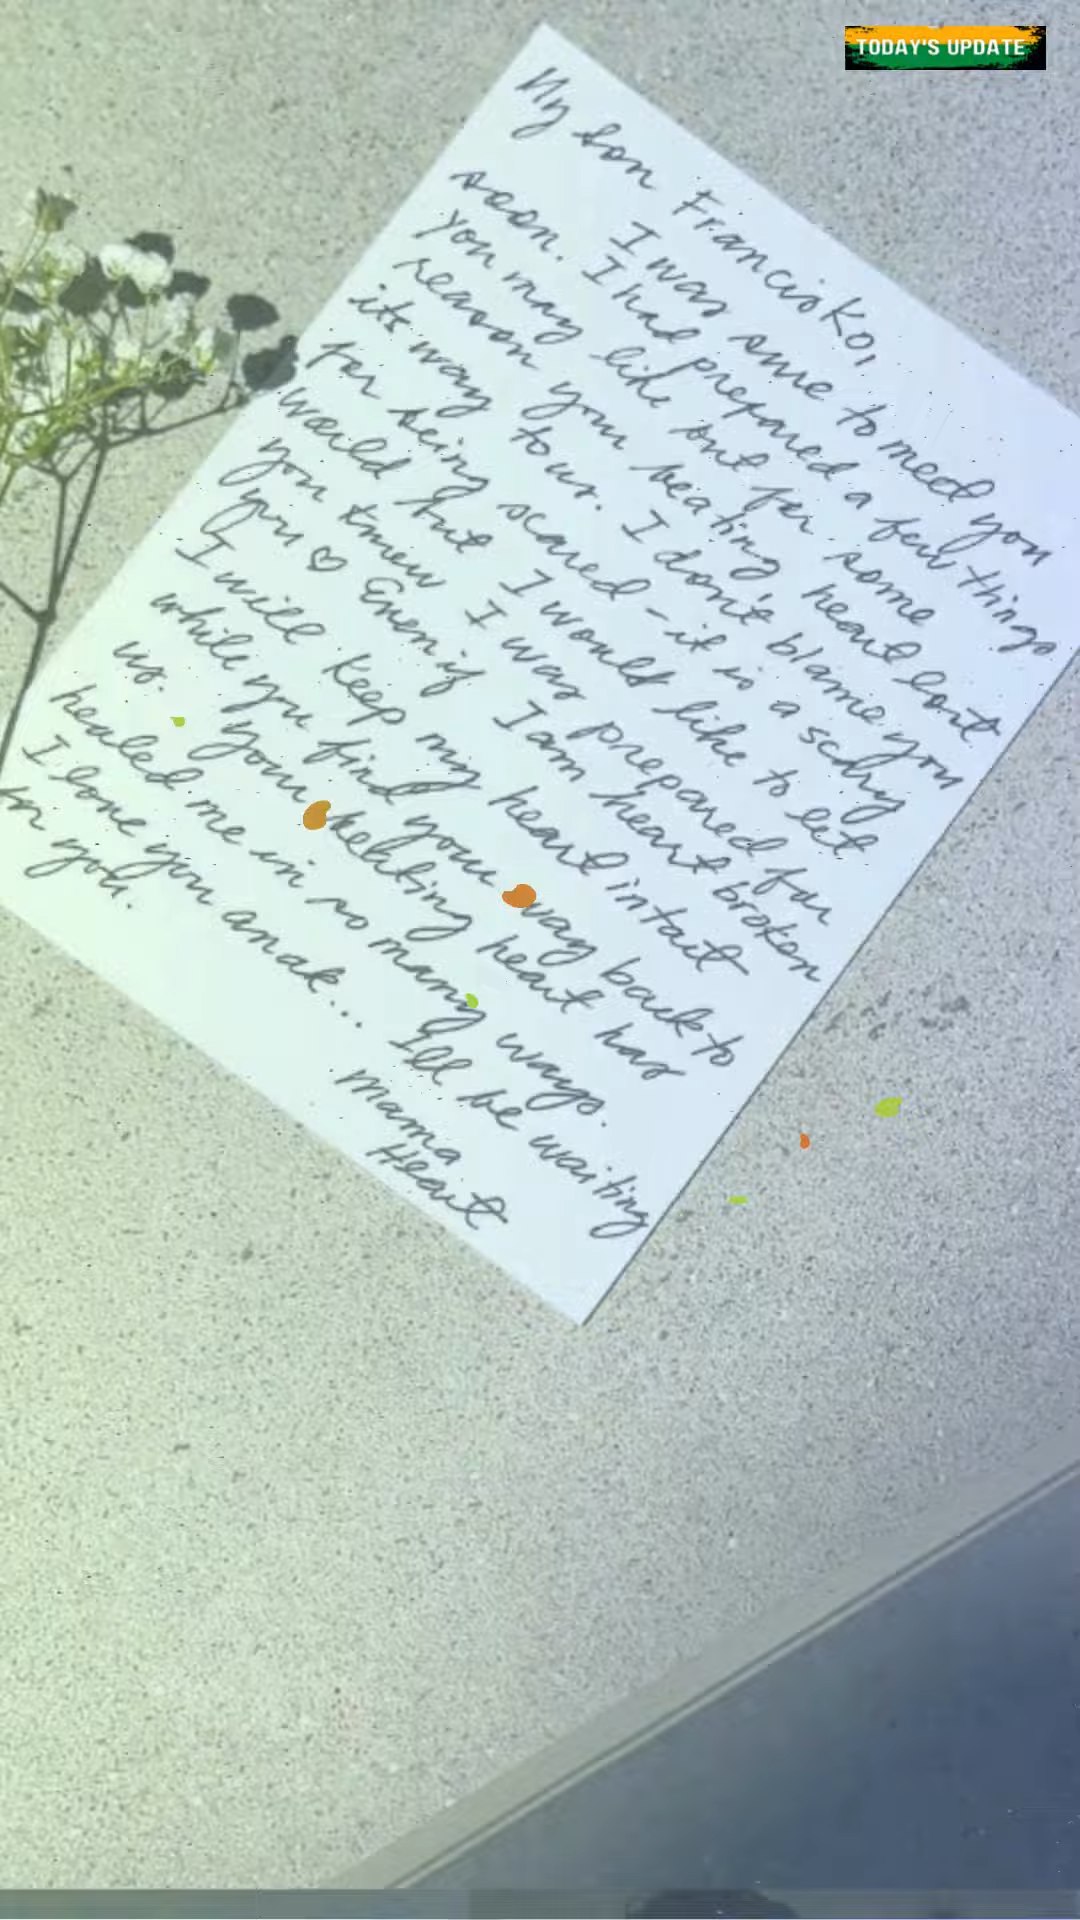 TODAY'S UPDATE
My son FrancisKo,
I was sure to meet you
soon. I had prepared a few things
you may like but for some
reason your beating heart lost
its way to us. I don't blame you
for being scared - it is a scary
world but I would like to let
you know I was prepared for
you ♡ Even if I am heart broken
I will keep my heart intact
while you find your way back to
us. Your beating heart has
healed me in so many ways.
I love you anak... Ill be waiting
for you.
Mama
Heart